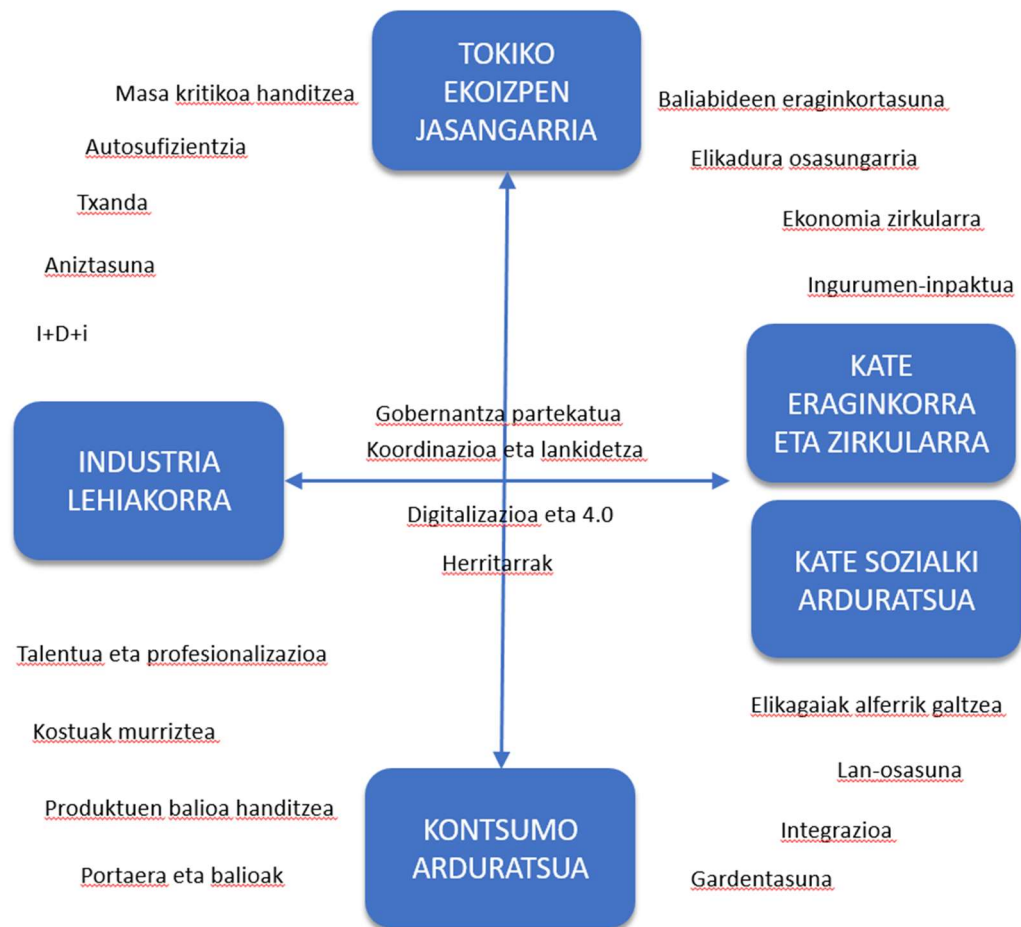 TOKIKO
EKOIZPEN
JASANGARRIA
Masa kritikoa handitzea
Autosufizientzia
Txanda
Aniztasuna
I+D+i
Baliabideen eraginkortasuna
Elikadura osasungarria
Ekonomia zirkularra
Ingurumen-inpaktua
INDUSTRIA
LEHIAKORRA
Gobernantza partekatua
Koordinazioa eta lankidetza
Digitalizazioa eta 4.0
Herritarrak
KATE
ERAGINKORRA
ETA ZIRKULARRA
KATE SOZIALKI
ARDURATSUA
Talentua eta profesionalizazioa
Kostuak murriztea
Produktuen balioa handitzea
Portaera eta balioak
KONTSUMO
ARDURATSUA
Elikagaiak alferrik galtzea
Lan-osasuna
Integrazioa
Gardentasuna